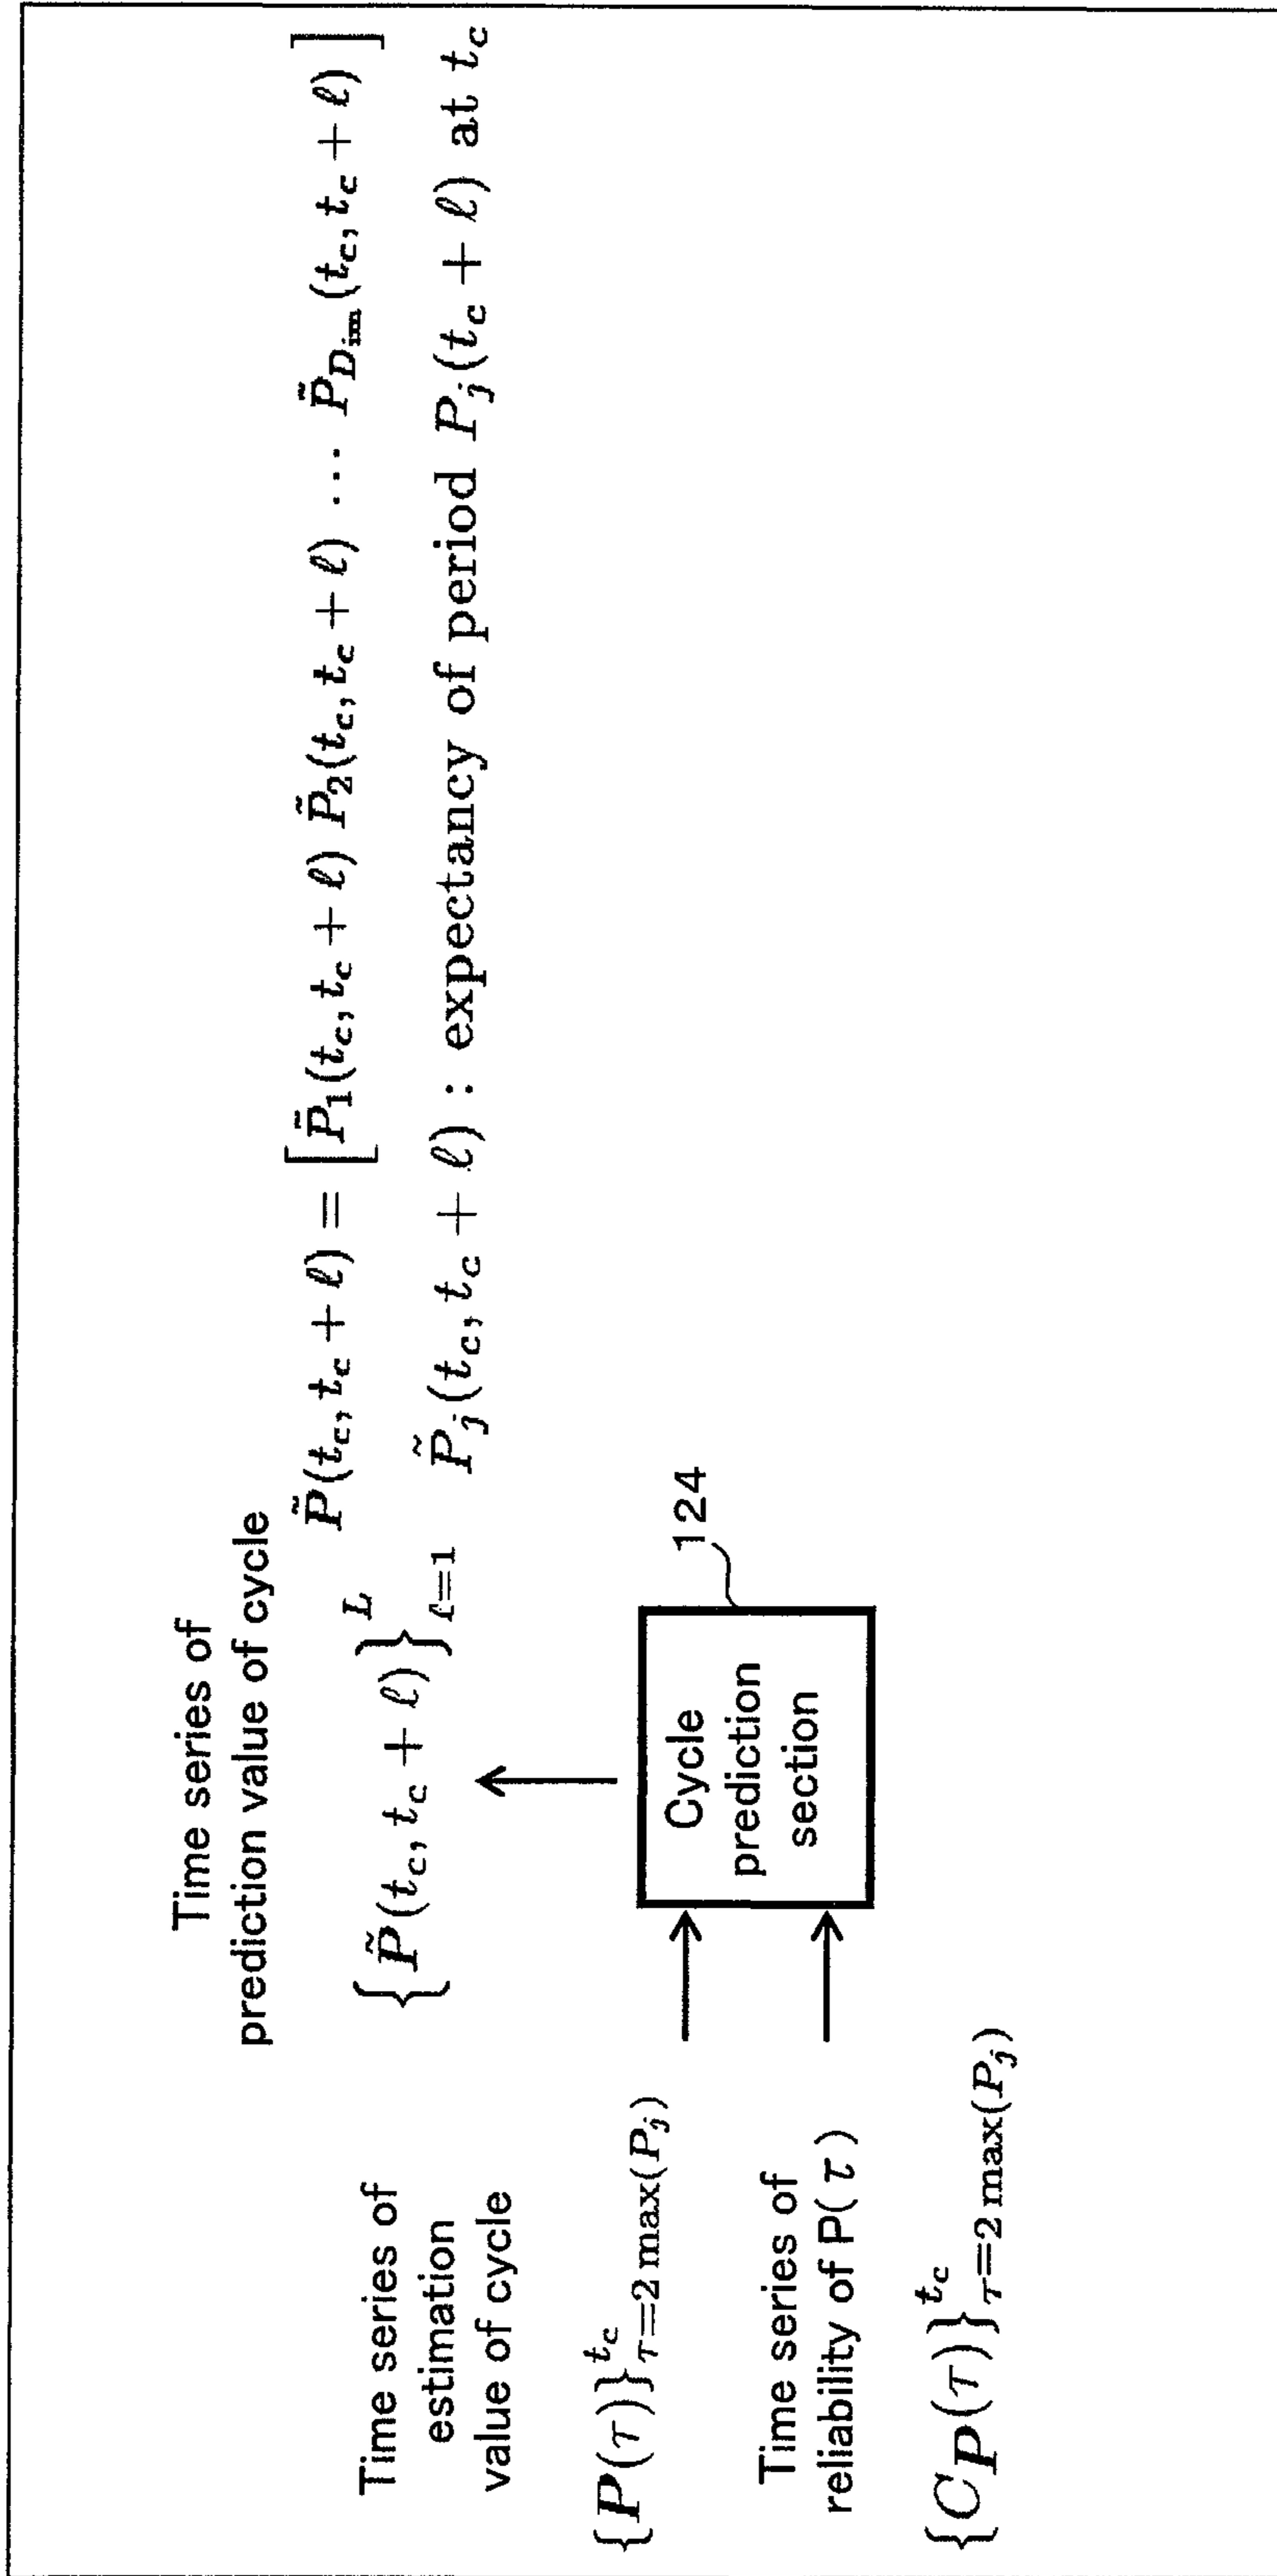 Time series of
prediction value of cycle
{P̃(t_c, t_c + ℓ)}^L_{ℓ=1}
P̃(t_c, t_c + ℓ) = [P̃_1(t_c, t_c + ℓ) P̃_2(t_c, t_c + ℓ) ⋯ P̃_{D_im}(t_c, t_c + ℓ)]
P̃_j(t_c, t_c + ℓ) : expectancy of period P_j(t_c + ℓ) at t_c
Time series of
estimation
value of cycle
{P(τ)}^{t_c}_{τ=2 max(P_j)}
Time series of
reliability of P(τ)
{C_P(τ)}^{t_c}_{τ=2 max(P_j)}
Cycle
prediction
section
124